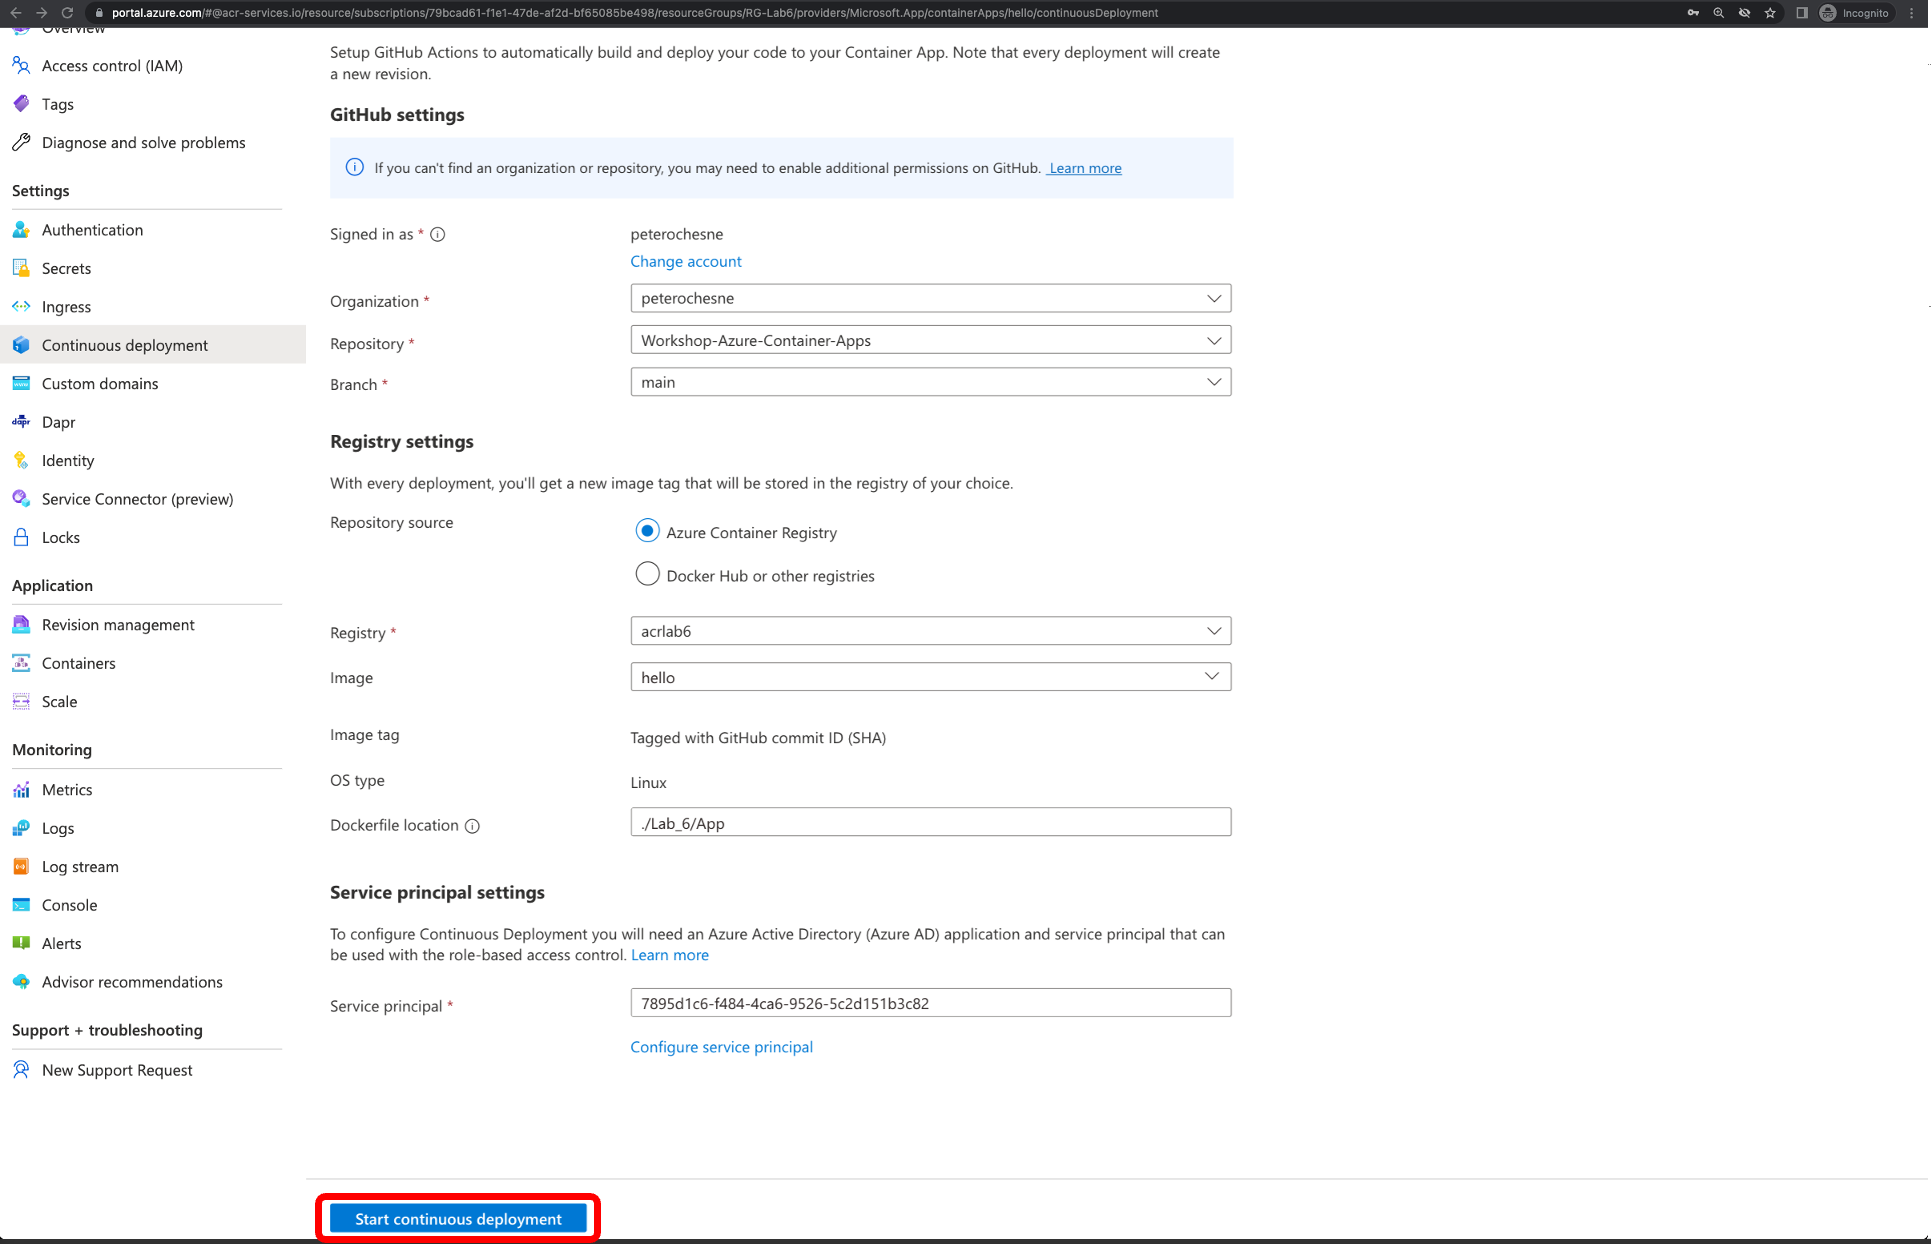 portal.azure.com/#@acr-services.io/resource/subscriptions/79bcad61-f1e1-47de-af2d-bf65085be498/resourceGroups/RG-Lab6/providers/Microsoft.App/containerApps/hello/continuousDeployment
Incognito
Overview
Access control (IAM)
Tags
Diagnose and solve problems
Settings
Authentication
Secrets
Ingress
Continuous deployment
Custom domains
dapr
Dapr
Identity
Service Connector (preview)
Locks
Application
Revision management
Containers
Scale
Monitoring
Metrics
Logs
Log stream
Console
Alerts
Advisor recommendations
Support + troubleshooting
New Support Request
Setup GitHub Actions to automatically build and deploy your code to your Container App. Note that every deployment will create
a new revision.
GitHub settings
If you can't find an organization or repository, you may need to enable additional permissions on GitHub. Learn more
Signed in as *
peterochesne
Change account
Organization *
peterochesne
Repository *
Workshop-Azure-Container-Apps
Branch *
main
Registry settings
With every deployment, you'll get a new image tag that will be stored in the registry of your choice.
Repository source
Azure Container Registry
Docker Hub or other registries
Registry *
acrlab6
Image
hello
Image tag
Tagged with GitHub commit ID (SHA)
OS type
Linux
Dockerfile location
./Lab_6/App
Service principal settings
To configure Continuous Deployment you will need an Azure Active Directory (Azure AD) application and service principal that can
be used with the role-based access control. Learn more
Service principal *
7895d1c6-f484-4ca6-9526-5c2d151b3c82
Configure service principal
Start continuous deployment